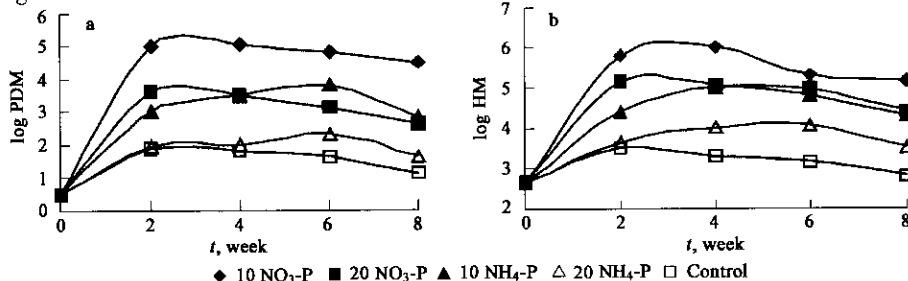 a
b
log PDM
6
5
4
3
2
1
0
0 2 4 6 8
t, week
log HM
7
6
5
4
3
2
0 2 4 6 8
t, week
◆ 10 NO₃-P ■ 20 NO₃-P ▲ 10 NH₄-P △ 20 NH₄-P □ Control